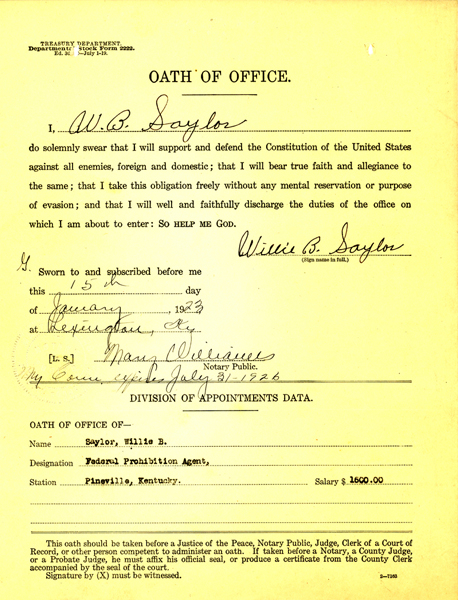 TREASURY DEPARTMENT.
Departmental Stock Form 2222.
Ed. July 1-18.
OATH OF OFFICE.
I, W. B. Saylor
do solemnly swear that I will support and defend the Constitution of the United States
against all enemies, foreign and domestic; that I will bear true faith and allegiance to
the same; that I take this obligation freely without any mental reservation or purpose
of evasion; and that I will well and faithfully discharge the duties of the office on
which I am about to enter: SO HELP ME GOD.
Willie B. Saylor
(Sign name in full.)
Sworn to and subscribed before me
this 15th day
of January, 1923,
at Lexington, Ky
[L. S.] Mary Williams
Notary Public.
My Com. expires July 31-1926
DIVISION OF APPOINTMENTS DATA.
OATH OF OFFICE OF—
Name Saylor, Willie B.
Designation Federal Prohibition Agent,
Station Pineville, Kentucky. Salary $ 1600.00
This oath should be taken before a Justice of the Peace, Notary Public, Judge, Clerk of a Court of
Record, or other person competent to administer an oath. If taken before a Notary, a County Judge,
or a Probate Judge, he must affix his official seal, or produce a certificate from the County Clerk
accompanied by the seal of the court.
Signature by (X) must be witnessed.